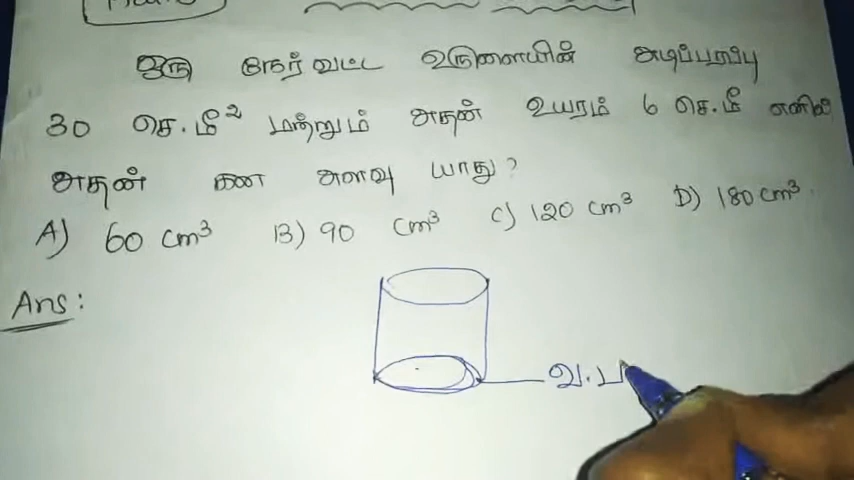 ஒரு நேர் வட்ட உருளையின் அடிப்பரப்பு
30 செ.மீ² மற்றும் அதன் உயரம் 6 செ.மீ எனில்
அதன் கன அளவு யாது?
A) 60 cm³ B) 90 cm³ C) 120 cm³ D) 180 cm³.
Ans:
வ.ப